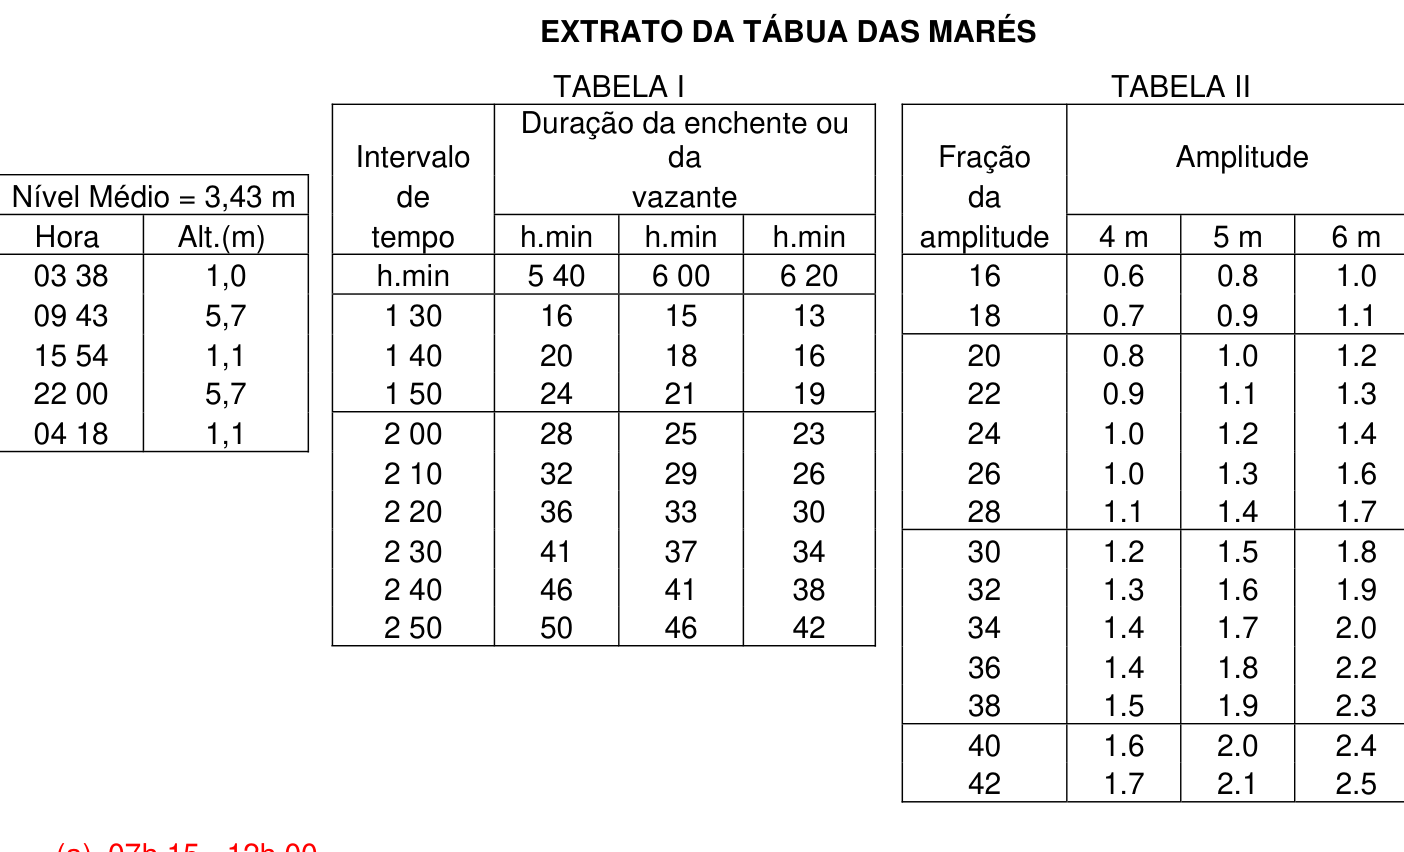 EXTRATO DA TÁBUA DAS MARÉS
Nível Médio = 3,43 m
Hora Alt.(m)
03 38 1,0
09 43 5,7
15 54 1,1
22 00 5,7
04 18 1,1
TABELA I
Intervalo
de
tempo
Duração da enchente ou
da
vazante
h.min h.min h.min
h.min 5 40 6 00 6 20
1 30 16 15 13
1 40 20 18 16
1 50 24 21 19
2 00 28 25 23
2 10 32 29 26
2 20 36 33 30
2 30 41 37 34
2 40 46 41 38
2 50 50 46 42
TABELA II
Fração
da
amplitude
Amplitude
4 m 5 m 6 m
16 0.6 0.8 1.0
18 0.7 0.9 1.1
20 0.8 1.0 1.2
22 0.9 1.1 1.3
24 1.0 1.2 1.4
26 1.0 1.3 1.6
28 1.1 1.4 1.7
30 1.2 1.5 1.8
32 1.3 1.6 1.9
34 1.4 1.7 2.0
36 1.4 1.8 2.2
38 1.5 1.9 2.3
40 1.6 2.0 2.4
42 1.7 2.1 2.5